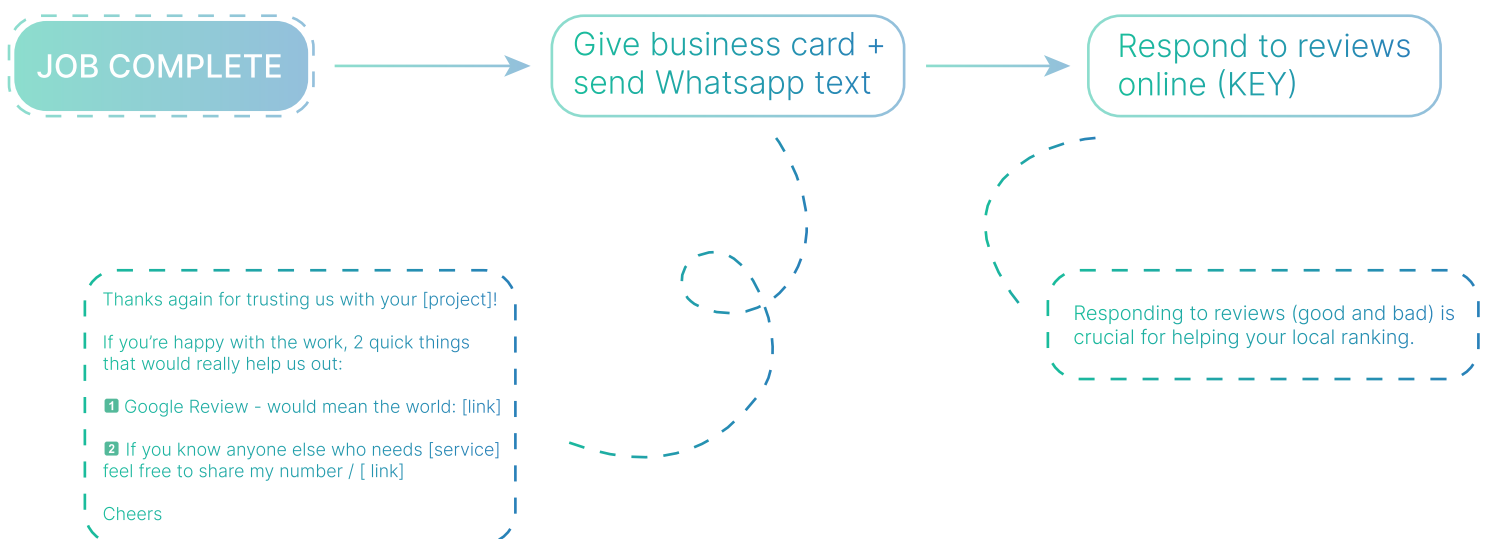 JOB COMPLETE
Give business card +
send Whatsapp text
Respond to reviews
online (KEY)
Thanks again for trusting us with your [project]!
If you’re happy with the work, 2 quick things
that would really help us out:
1 Google Review - would mean the world: [link]
2 If you know anyone else who needs [service]
feel free to share my number / [ link]
Cheers
Responding to reviews (good and bad) is
crucial for helping your local ranking.